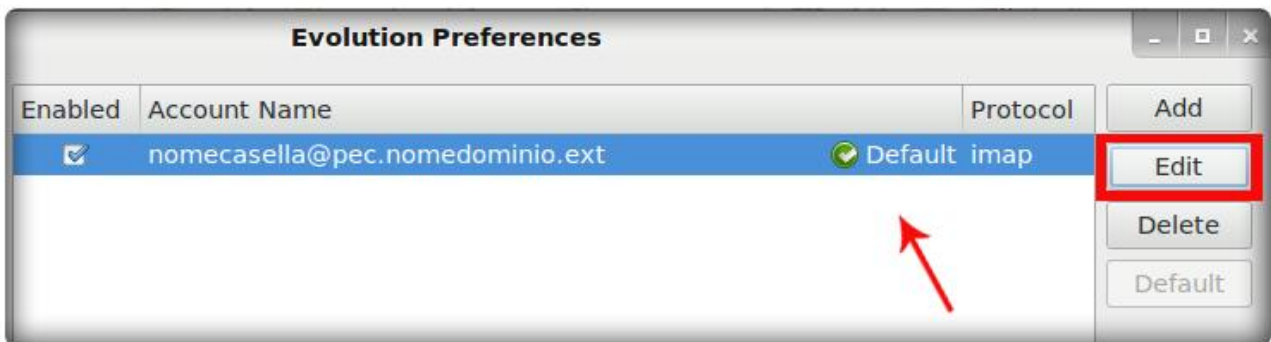 Evolution Preferences
Enabled Account Name Protocol Add
nomecasella@pec.nomedominio.ext Default imap Edit
Delete
Default